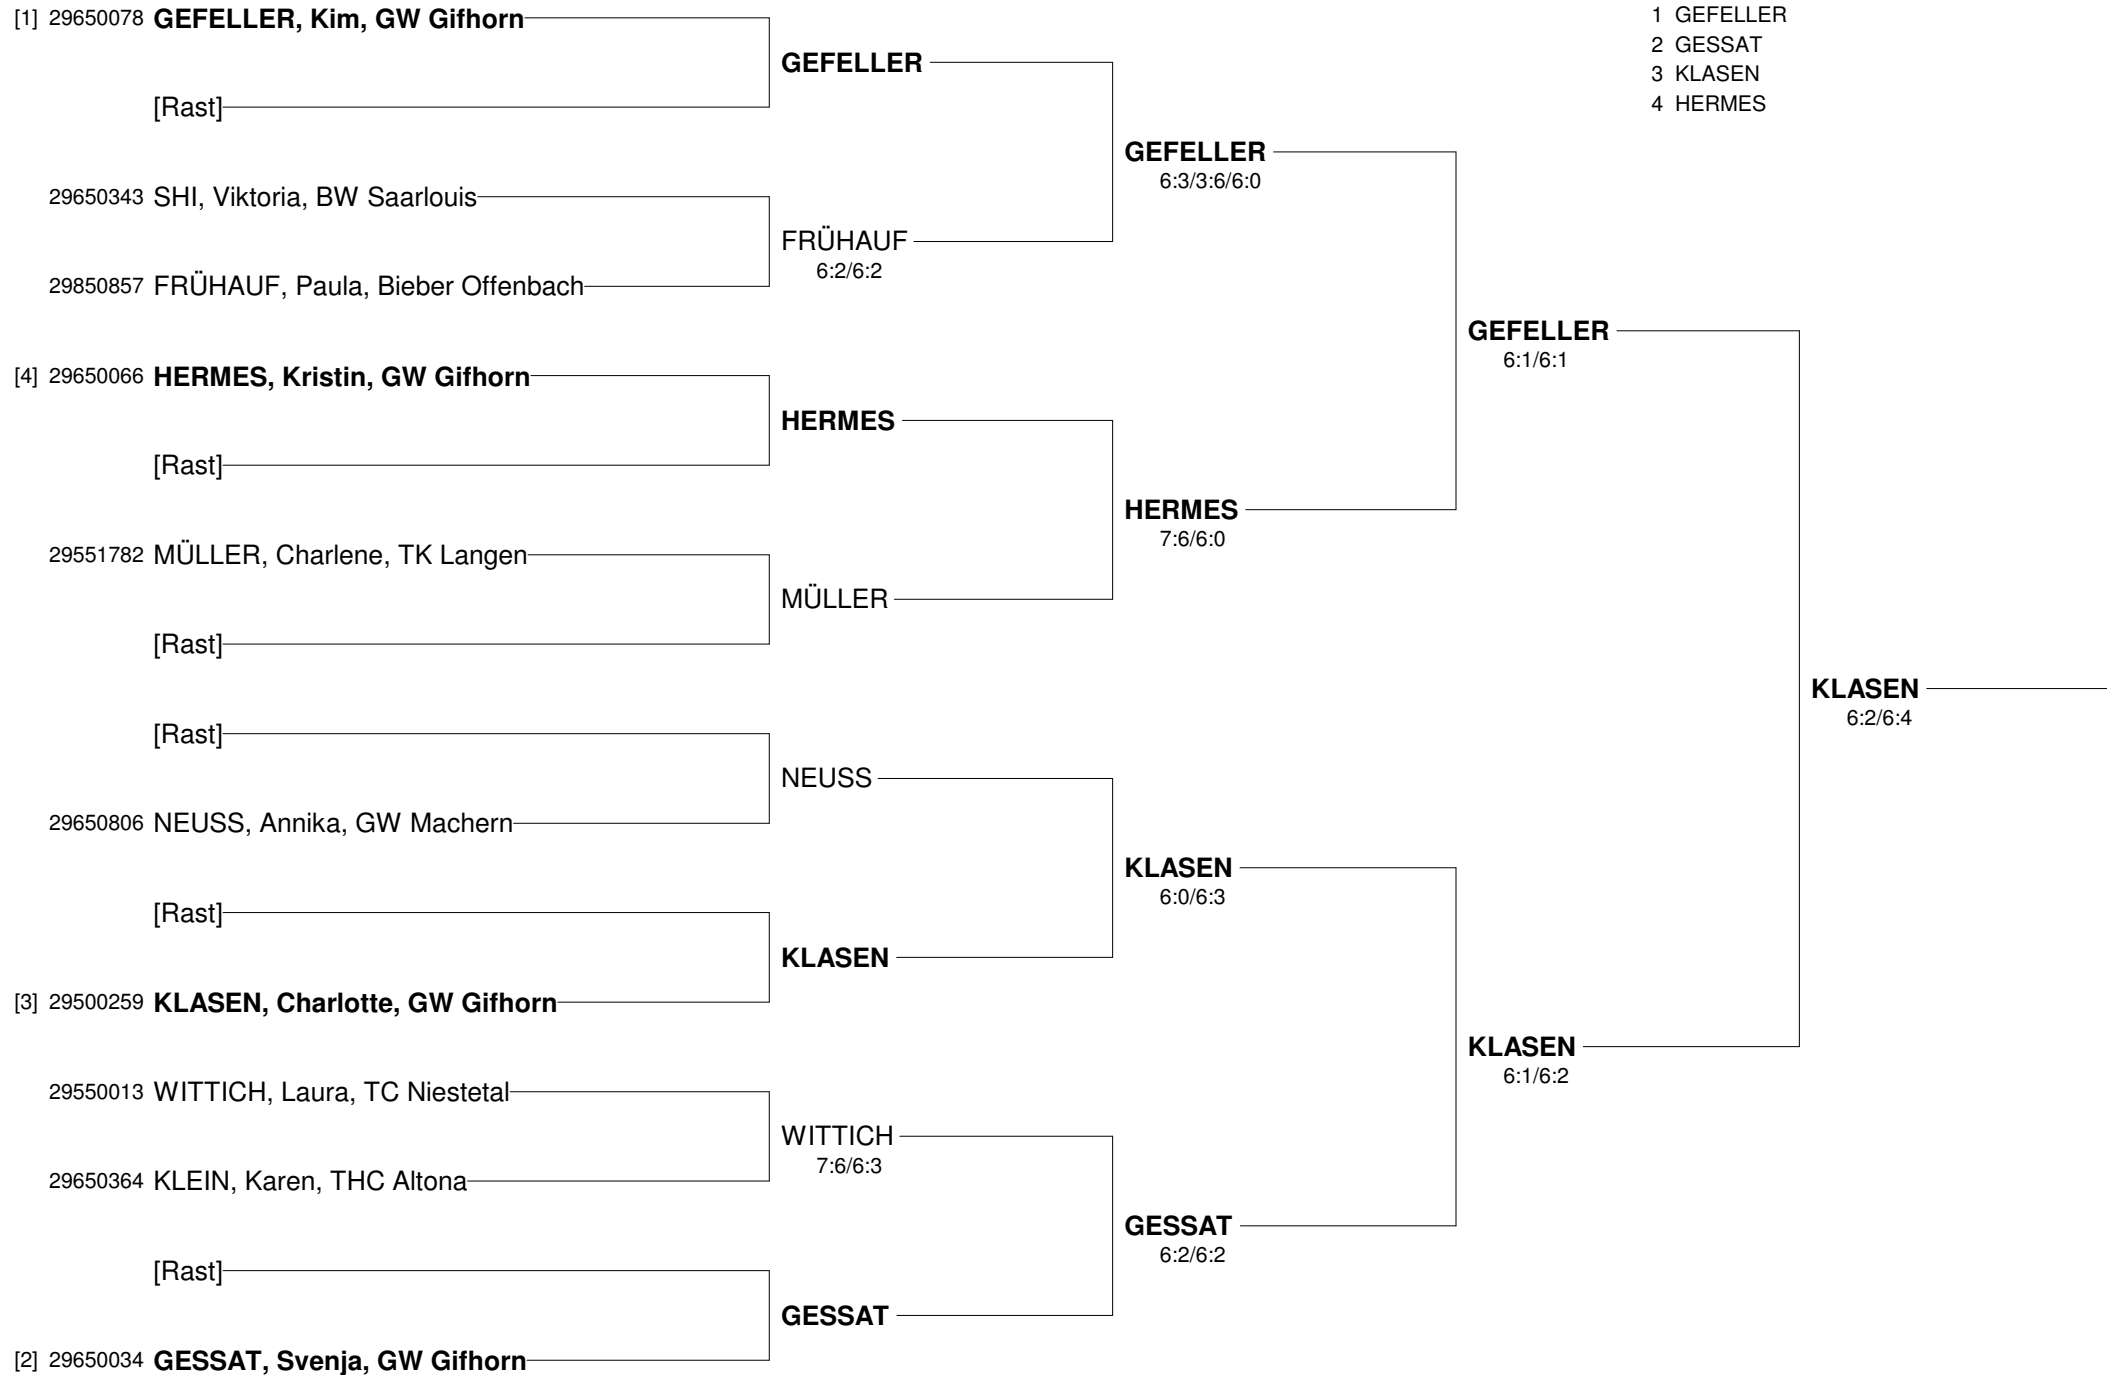 [1] 29650078 GEFELLER, Kim, GW Gifhorn
[Rast]
29650343 SHI, Viktoria, BW Saarlouis
29850857 FRÜHAUF, Paula, Bieber Offenbach
[4] 29650066 HERMES, Kristin, GW Gifhorn
[Rast]
29551782 MÜLLER, Charlene, TK Langen
[Rast]
[Rast]
29650806 NEUSS, Annika, GW Machern
[Rast]
[3] 29500259 KLASEN, Charlotte, GW Gifhorn
29550013 WITTICH, Laura, TC Niestetal
29650364 KLEIN, Karen, THC Altona
[Rast]
[2] 29650034 GESSAT, Svenja, GW Gifhorn
GEFELLER
FRÜHAUF
6:2/6:2
HERMES
MÜLLER
NEUSS
KLASEN
WITTICH
7:6/6:3
GESSAT
GEFELLER
6:3/3:6/6:0
HERMES
7:6/6:0
KLASEN
6:0/6:3
GESSAT
6:2/6:2
GEFELLER
6:1/6:1
KLASEN
6:1/6:2
KLASEN
6:2/6:4
1 GEFELLER
2 GESSAT
3 KLASEN
4 HERMES